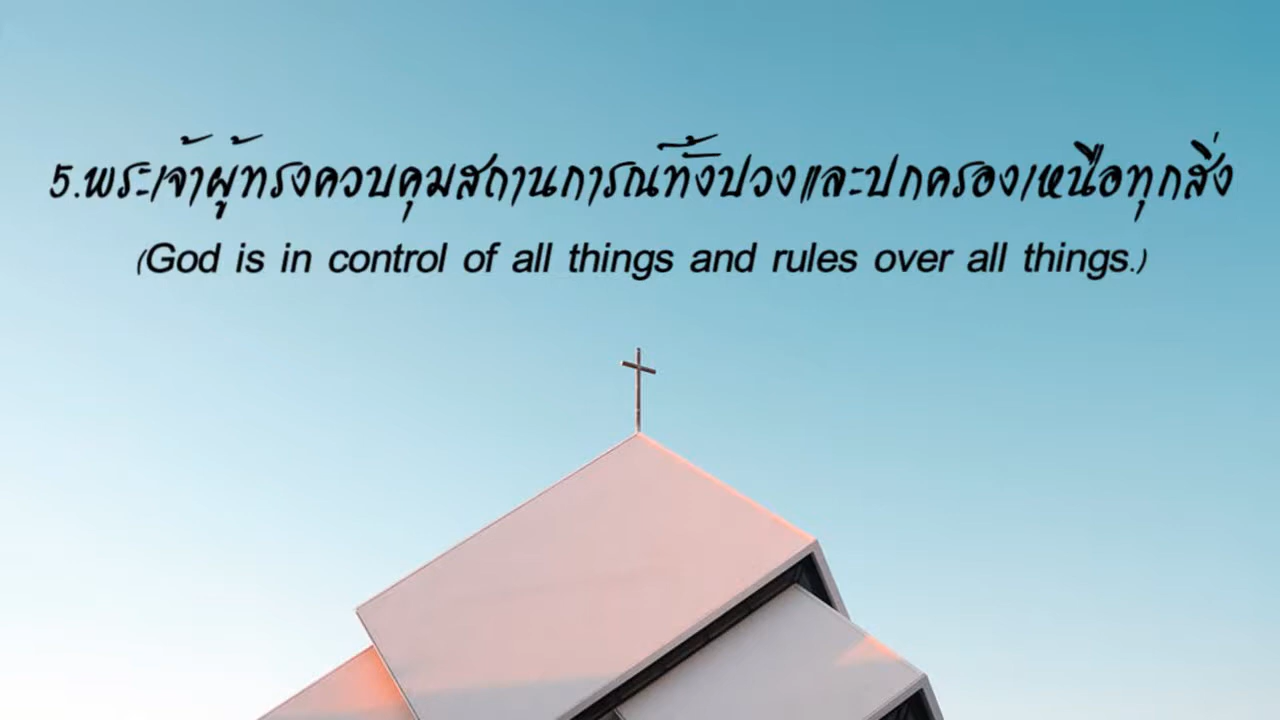 5.พระเจ้าผู้ทรงควบคุมสถานการณทั้งปวงและปกครองเหนือทุกสิ่ง
(God is in control of all things and rules over all things.)